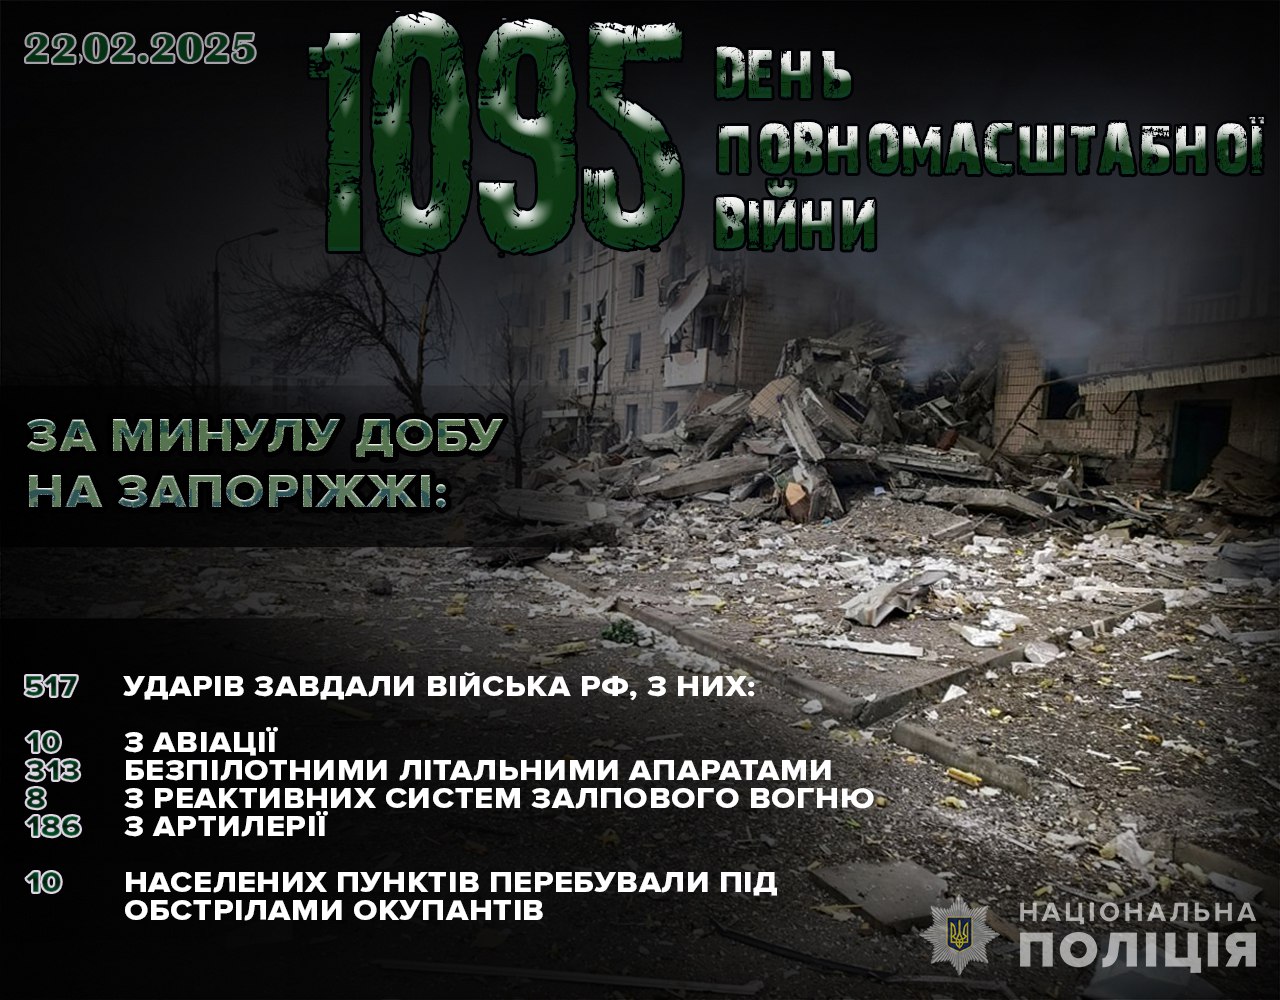 22.02.2025
1095
ДЕНЬ
ПОВНОМАСШТАБНОЇ
ВІЙНИ
ЗА МИНУЛУ ДОБУ
НА ЗАПОРІЖЖІ:
517 УДАРІВ ЗАВДАЛИ ВІЙСЬКА РФ, З НИХ:
10 З АВІАЦІЇ
313 БЕЗПІЛОТНИМИ ЛІТАЛЬНИМИ АПАРАТАМИ
8 З РЕАКТИВНИХ СИСТЕМ ЗАЛПОВОГО ВОГНЮ
186 З АРТИЛЕРІЇ
10 НАСЕЛЕНИХ ПУНКТІВ ПЕРЕБУВАЛИ ПІД
ОБСТРІЛАМИ ОКУПАНТІВ
НАЦІОНАЛЬНА
ПОЛІЦІЯ